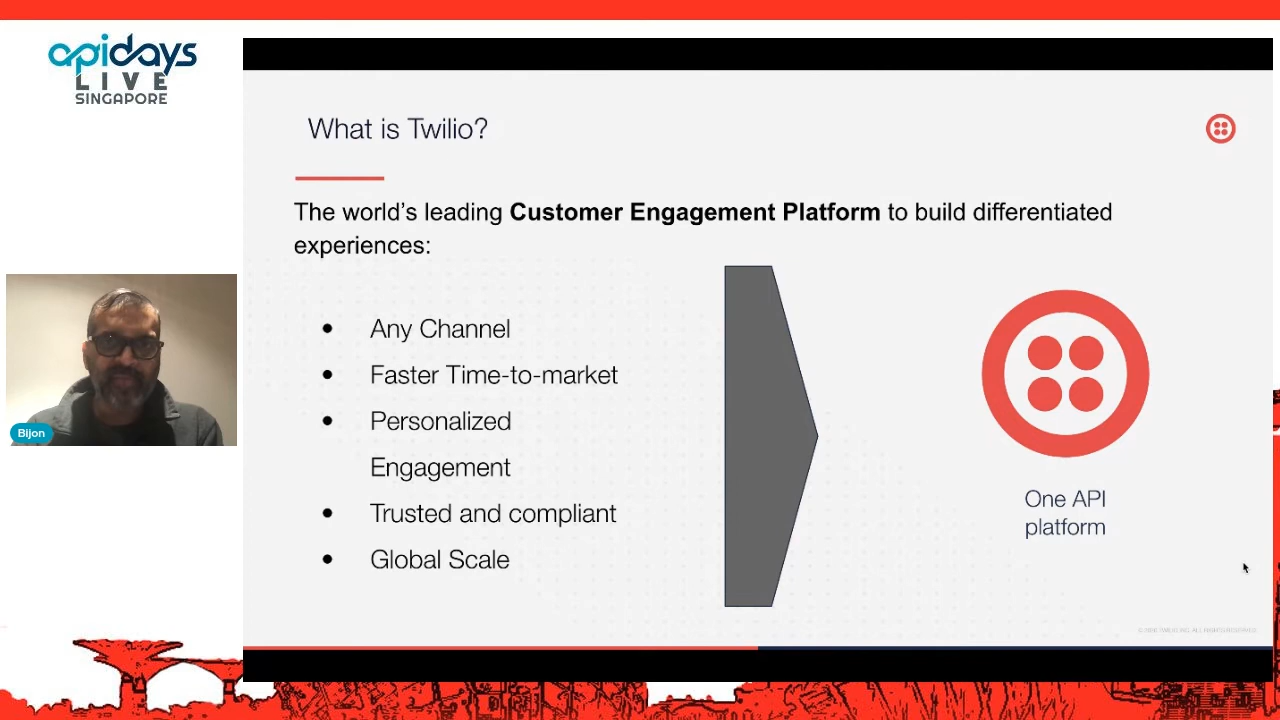 apidays
LIVE
SINGAPORE
What is Twilio?
The world's leading Customer Engagement Platform to build differentiated
experiences:
● Any Channel
● Faster Time-to-market
● Personalized
Engagement
● Trusted and compliant
● Global Scale
One API
platform
Bijon